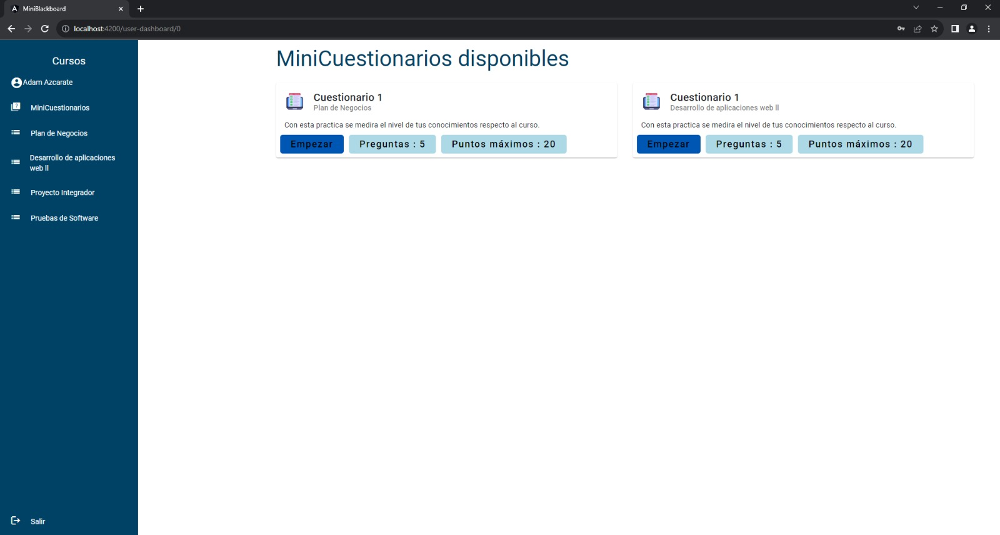 MiniBlackboard
localhost:4200/user-dashboard/0
Cursos
Adam Azcarate
MiniCuestionarios
Plan de Negocios
Desarrollo de aplicaciones
web ll
Proyecto Integrador
Pruebas de Software
Salir
MiniCuestionarios disponibles
Cuestionario 1
Plan de Negocios
Con esta practica se medira el nivel de tus conocimientos respecto al curso.
Empezar
Preguntas : 5
Puntos máximos : 20
Cuestionario 1
Desarrollo de aplicaciones web ll
Con esta practica se medira el nivel de tus conocimientos respecto al curso.
Empezar
Preguntas : 5
Puntos máximos : 20